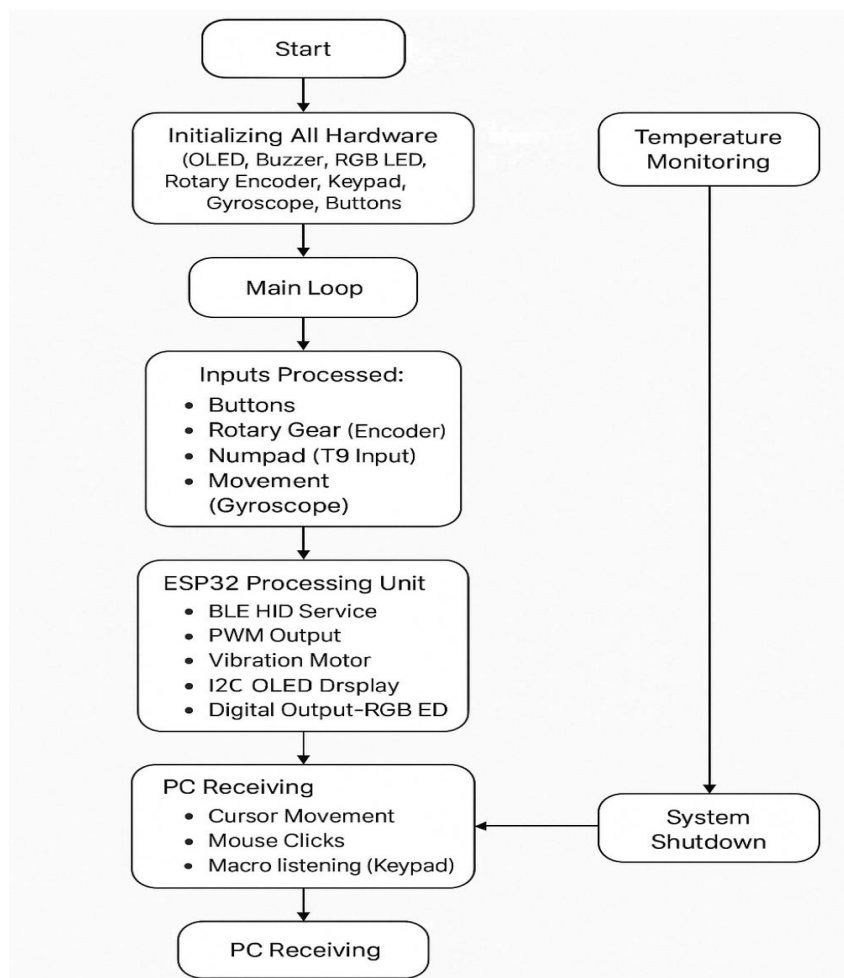 Start
Initializing All Hardware
(OLED, Buzzer, RGB LED,
Rotary Encoder, Keypad,
Gyroscope, Buttons
Temperature
Monitoring
Main Loop
Inputs Processed:
• Buttons
• Rotary Gear (Encoder)
• Numpad (T9 Input)
• Movement
(Gyroscope)
ESP32 Processing Unit
• BLE HID Service
• PWM Output
• Vibration Motor
• I2C OLED Drsplay
• Digital Output-RGB ED
PC Receiving
• Cursor Movement
• Mouse Clicks
• Macro listening (Keypad)
System
Shutdown
PC Receiving